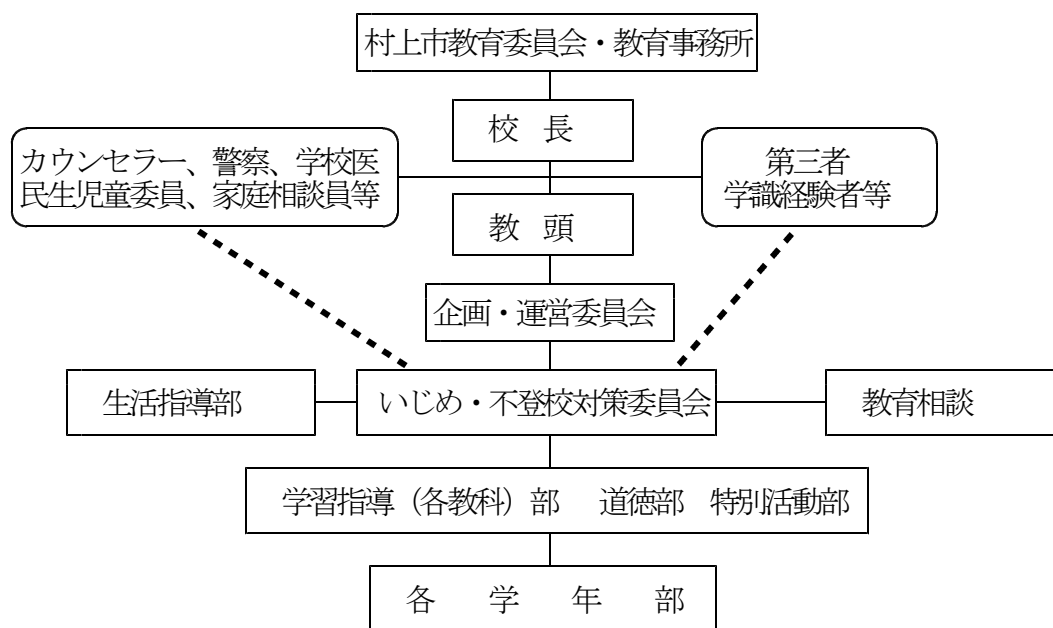 村上市教育委員会・教育事務所
校 長
カウンセラー、警察、学校医
民生児童委員、家庭相談員等
第三者
学識経験者等
教 頭
企画・運営委員会
生活指導部
いじめ・不登校対策委員会
教育相談
学習指導（各教科）部 道徳部 特別活動部
各 学 年 部